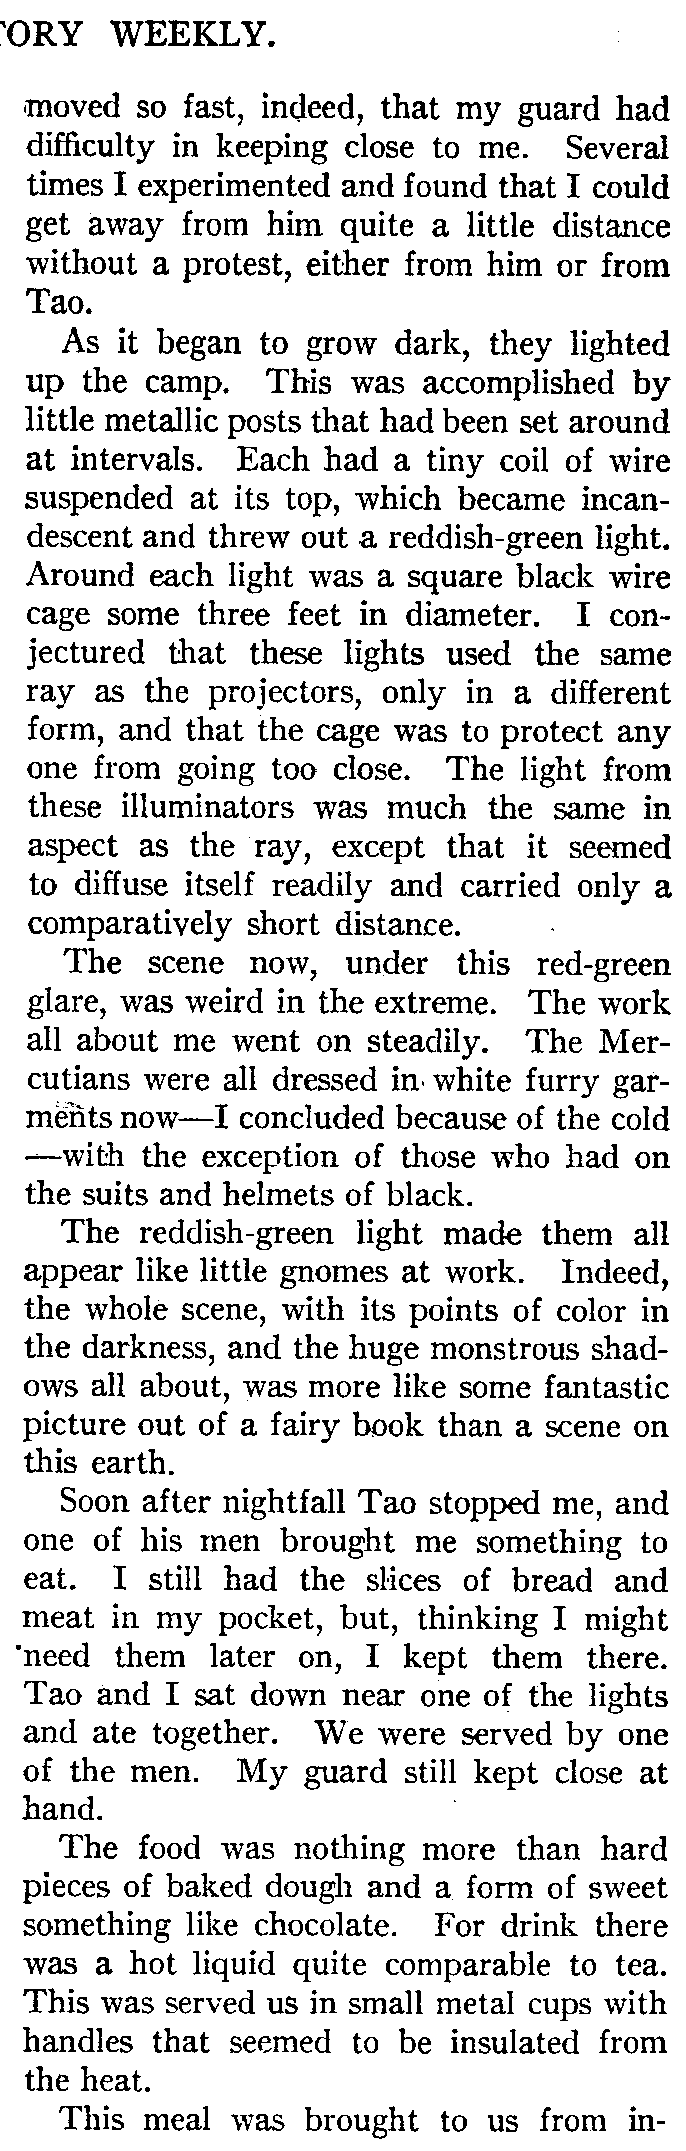 TORY WEEKLY.
moved so fast, indeed, that my guard had
difficulty in keeping close to me. Several
times I experimented and found that I could
get away from him quite a little distance
without a protest, either from him or from
Tao.
As it began to grow dark, they lighted
up the camp. This was accomplished by
little metallic posts that had been set around
at intervals. Each had a tiny coil of wire
suspended at its top, which became incan-
descent and threw out a reddish-green light.
Around each light was a square black wire
cage some three feet in diameter. I con-
jectured that these lights used the same
ray as the projectors, only in a different
form, and that the cage was to protect any
one from going too close. The light from
these illuminators was much the same in
aspect as the ray, except that it seemed
to diffuse itself readily and carried only a
comparatively short distance.
The scene now, under this red-green
glare, was weird in the extreme. The work
all about me went on steadily. The Mer-
cutians were all dressed in white furry gar-
ments now—I concluded because of the cold
—with the exception of those who had on
the suits and helmets of black.
The reddish-green light made them all
appear like little gnomes at work. Indeed,
the whole scene, with its points of color in
the darkness, and the huge monstrous shad-
ows all about, was more like some fantastic
picture out of a fairy book than a scene on
this earth.
Soon after nightfall Tao stopped me, and
one of his men brought me something to
eat. I still had the slices of bread and
meat in my pocket, but, thinking I might
need them later on, I kept them there.
Tao and I sat down near one of the lights
and ate together. We were served by one
of the men. My guard still kept close at
hand.
The food was nothing more than hard
pieces of baked dough and a form of sweet
something like chocolate. For drink there
was a hot liquid quite comparable to tea.
This was served us in small metal cups with
handles that seemed to be insulated from
the heat.
This meal was brought to us from in-